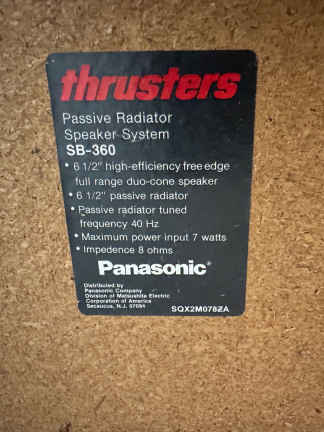 thrusters
Passive Radiator
Speaker System
SB-360
• 6 1/2" high-efficiency free edge
full range duo-cone speaker
• 6 1/2" passive radiator
• Passive radiator tuned
frequency 40 Hz
• Maximum power input 7 watts
• Impedence 8 ohms
Panasonic®
Distributed by
Panasonic Company
Division of Matsushita Electric
Corporation of America
Secaucus, N.J. 07094
SQX2M078ZA